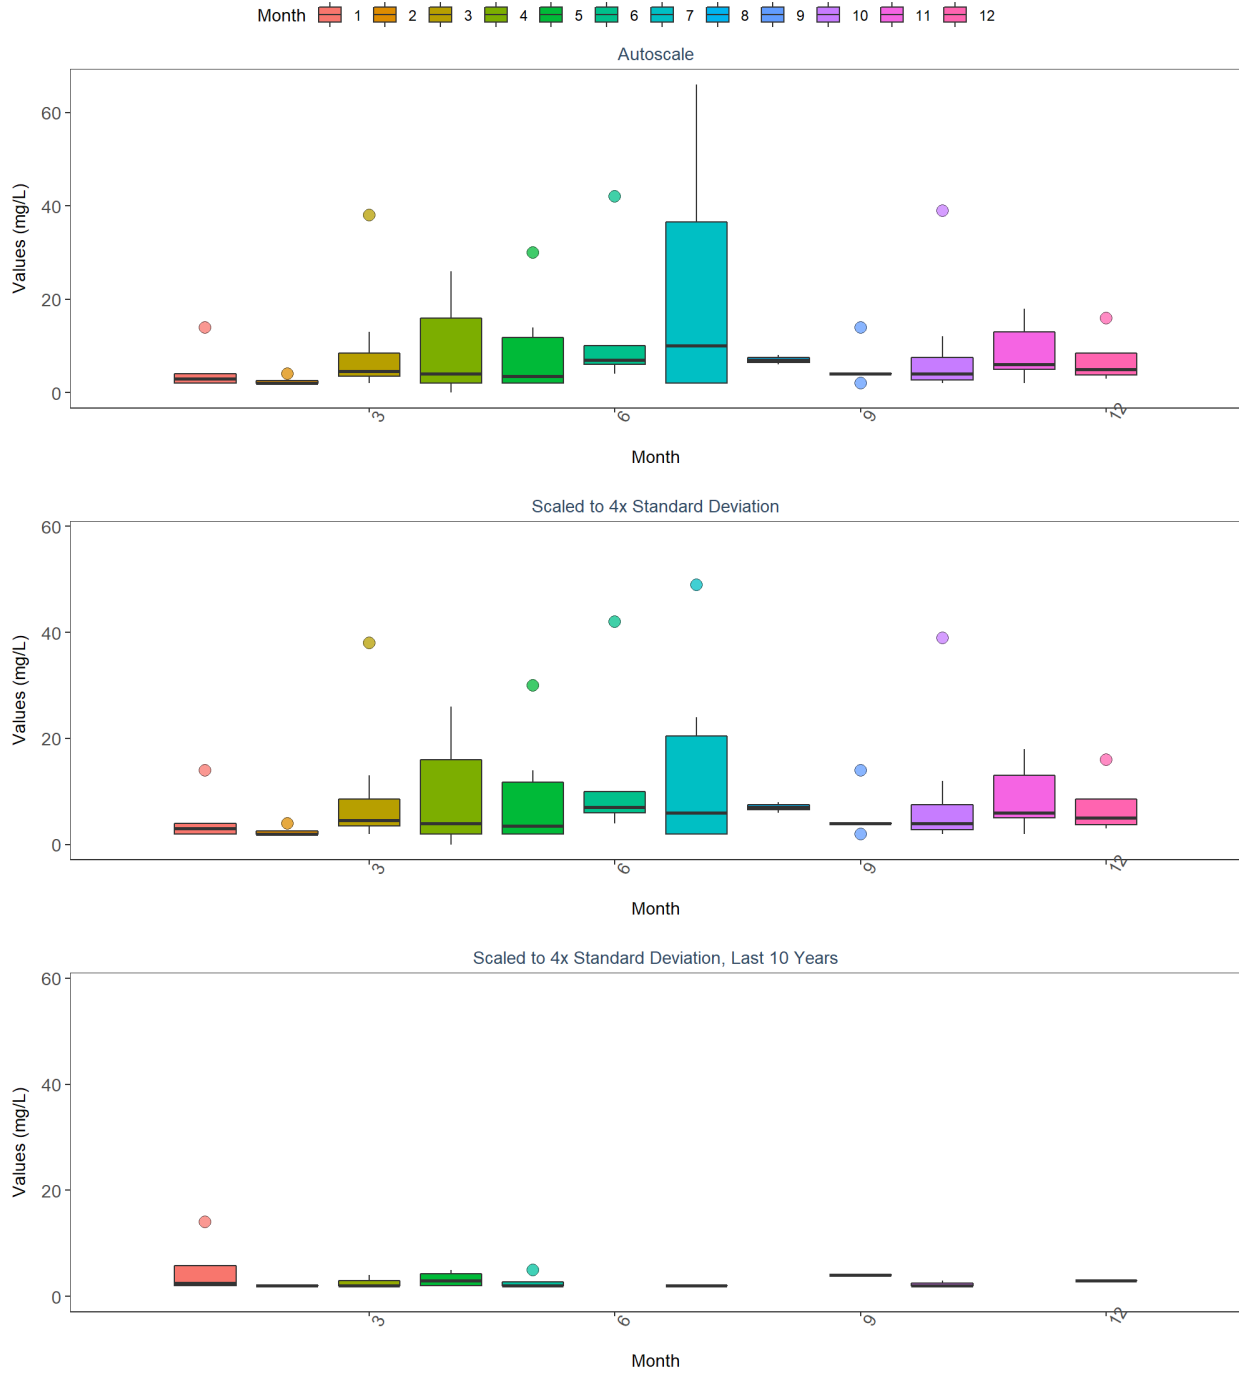 Month 1 2 3 4 5 6 7 8 9 10 11 12
Autoscale
Values (mg/L)
60
40
20
0
3 6 9 12
Month
Scaled to 4x Standard Deviation
Values (mg/L)
60
40
20
0
3 6 9 12
Month
Scaled to 4x Standard Deviation, Last 10 Years
Values (mg/L)
60
40
20
0
3 6 9 12
Month